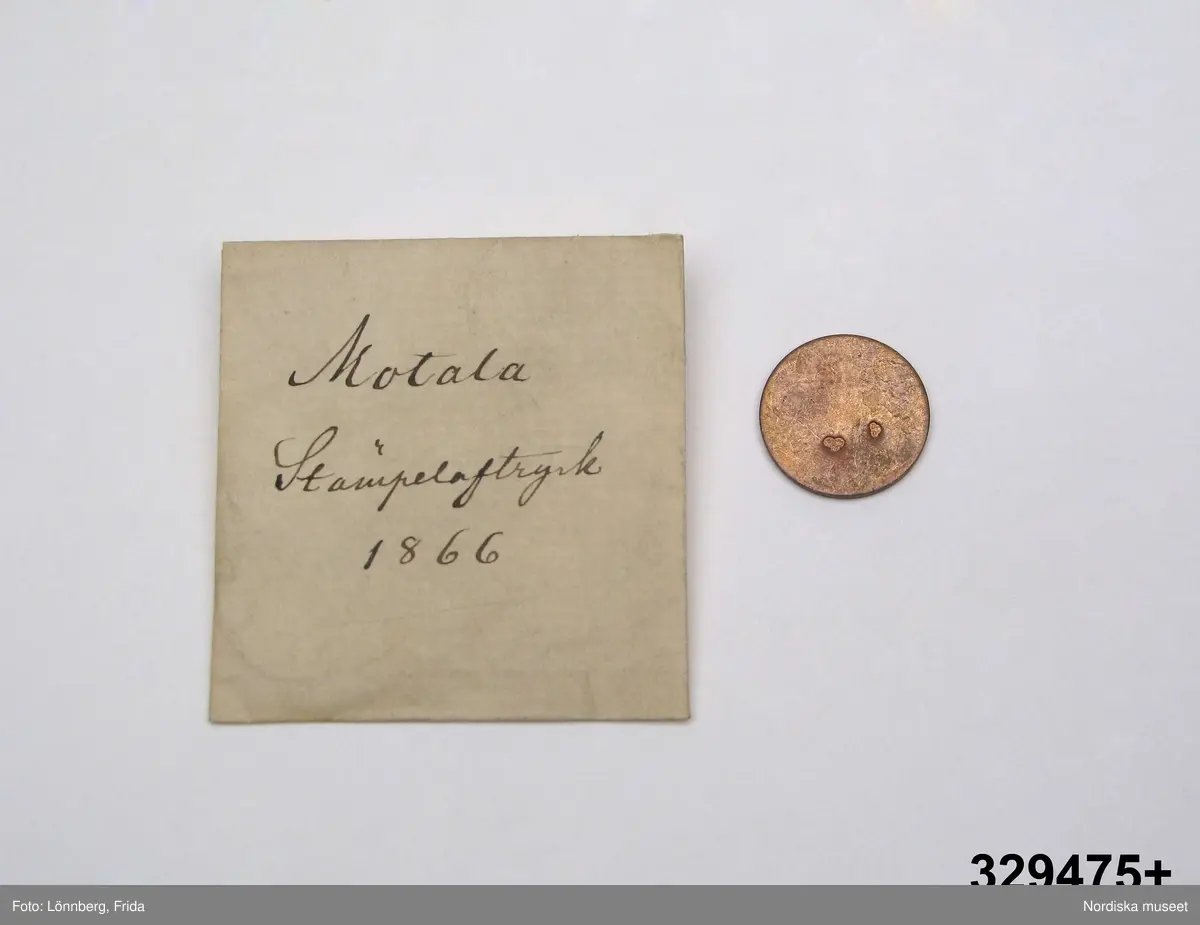 Motala
Stämpelaftryck
1866
329475+
Foto: Lönnberg, Frida
Nordiska museet